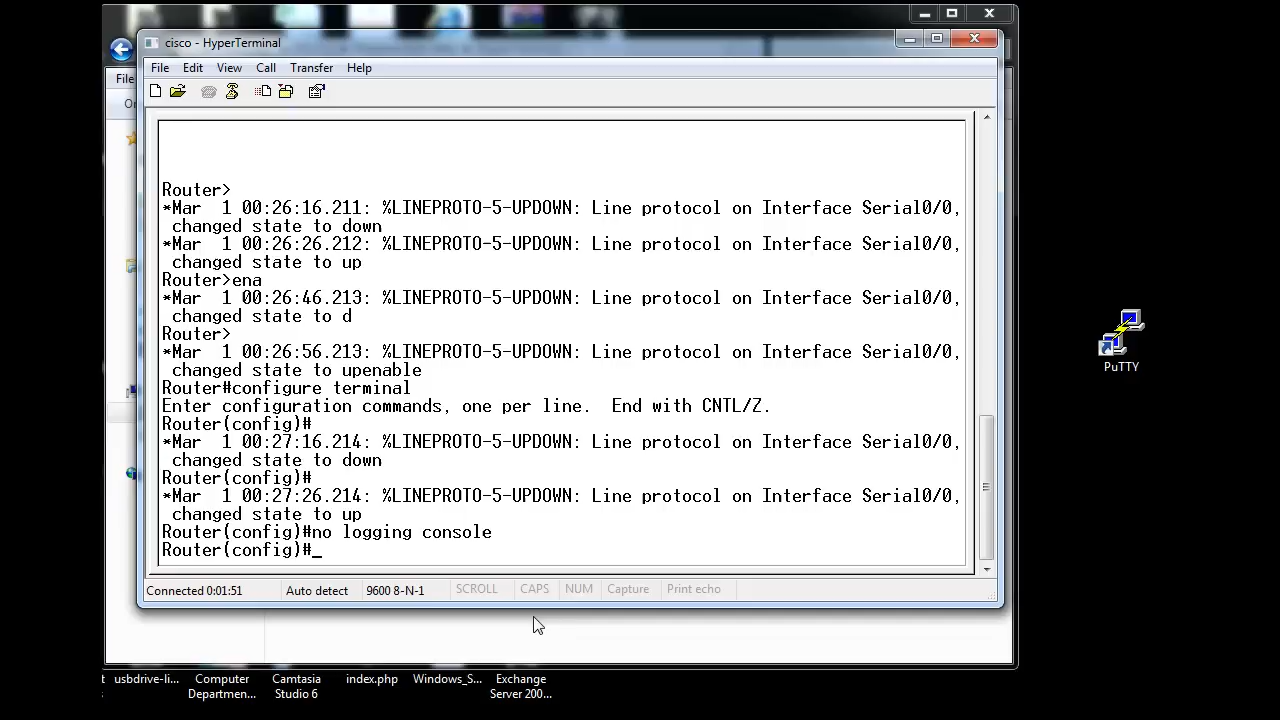 cisco - HyperTerminal
File Edit View Call Transfer Help
File
Or
Router>
*Mar  1 00:26:16.211: %LINEPROTO-5-UPDOWN: Line protocol on Interface Serial0/0,
 changed state to down
*Mar  1 00:26:26.212: %LINEPROTO-5-UPDOWN: Line protocol on Interface Serial0/0,
 changed state to up
Router>ena
*Mar  1 00:26:46.213: %LINEPROTO-5-UPDOWN: Line protocol on Interface Serial0/0,
 changed state to d
Router>
*Mar  1 00:26:56.213: %LINEPROTO-5-UPDOWN: Line protocol on Interface Serial0/0,
 changed state to upenable
Router#configure terminal
Enter configuration commands, one per line.  End with CNTL/Z.
Router(config)#
*Mar  1 00:27:16.214: %LINEPROTO-5-UPDOWN: Line protocol on Interface Serial0/0,
 changed state to down
Router(config)#
*Mar  1 00:27:26.214: %LINEPROTO-5-UPDOWN: Line protocol on Interface Serial0/0,
 changed state to up
Router(config)#no logging console
Router(config)#_
Connected 0:01:51 Auto detect 9600 8-N-1 SCROLL CAPS NUM Capture Print echo
PuTTY
t usbdrive-li... Computer Camtasia index.php Windows_S... Exchange
s Departmen... Studio 6 Server 200...